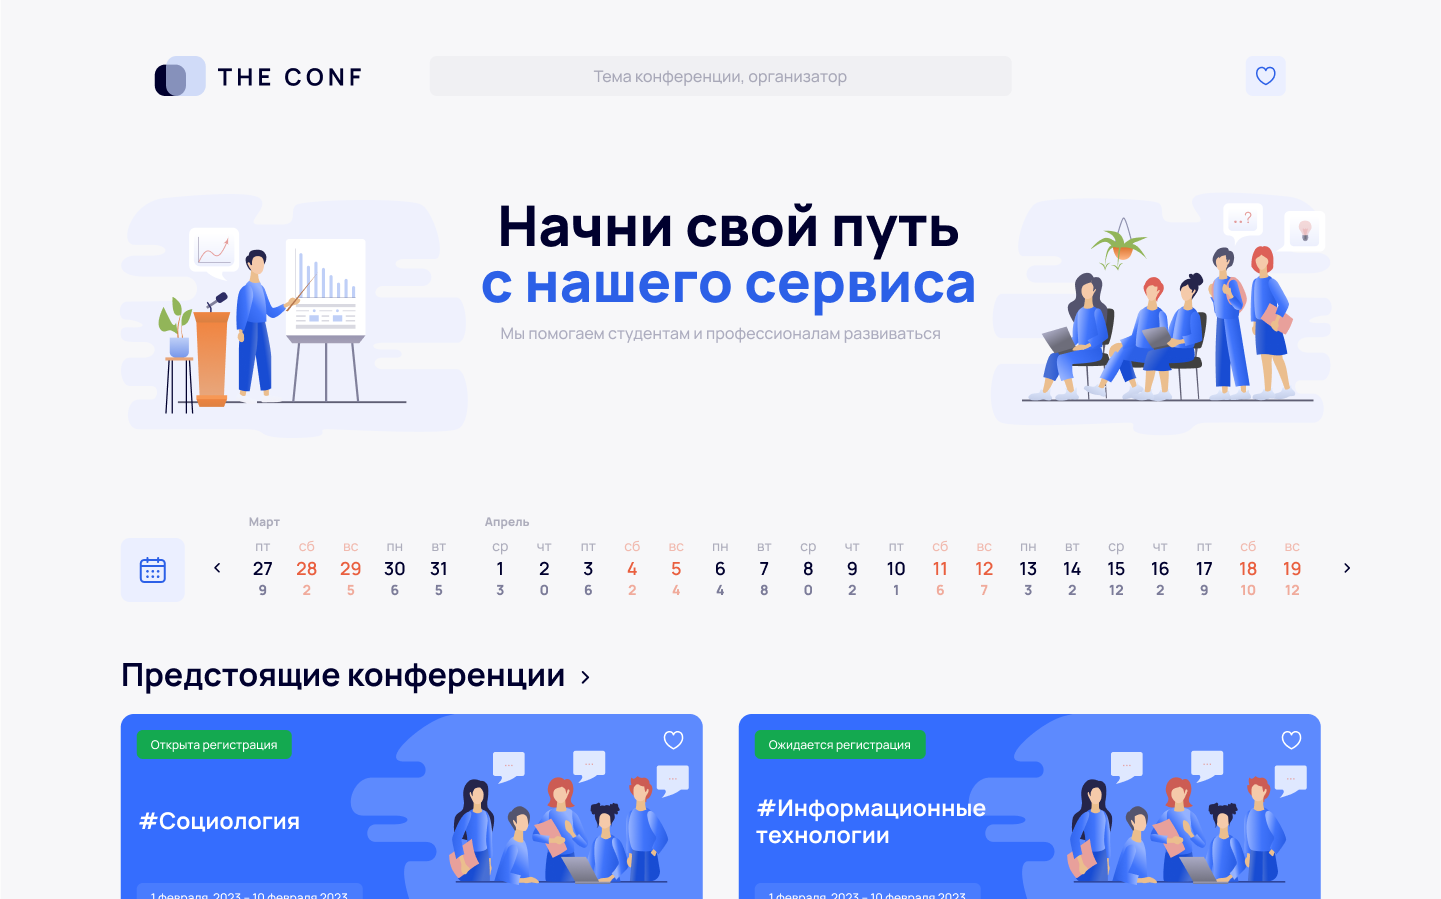 THE CONF
Тема конференции, организатор
..?
Начни свой путь
с нашего сервиса
Мы помогаем студентам и профессионалам развиваться
Март
Апрель
пт сб вс пн вт ср чт пт сб вс пн вт ср чт пт сб вс пн вт ср чт пт сб вс
27 28 29 30 31 1 2 3 4 5 6 7 8 9 10 11 12 13 14 15 16 17 18 19
9 2 5 6 5 3 0 6 2 4 4 8 0 2 1 6 7 3 2 12 2 9 10 12
Предстоящие конференции
Открыта регистрация
#Социология
1 февраля, 2023 – 10 февраля 2023
Ожидается регистрация
#Информационные
технологии
1 февраля, 2023 – 10 февраля 2023